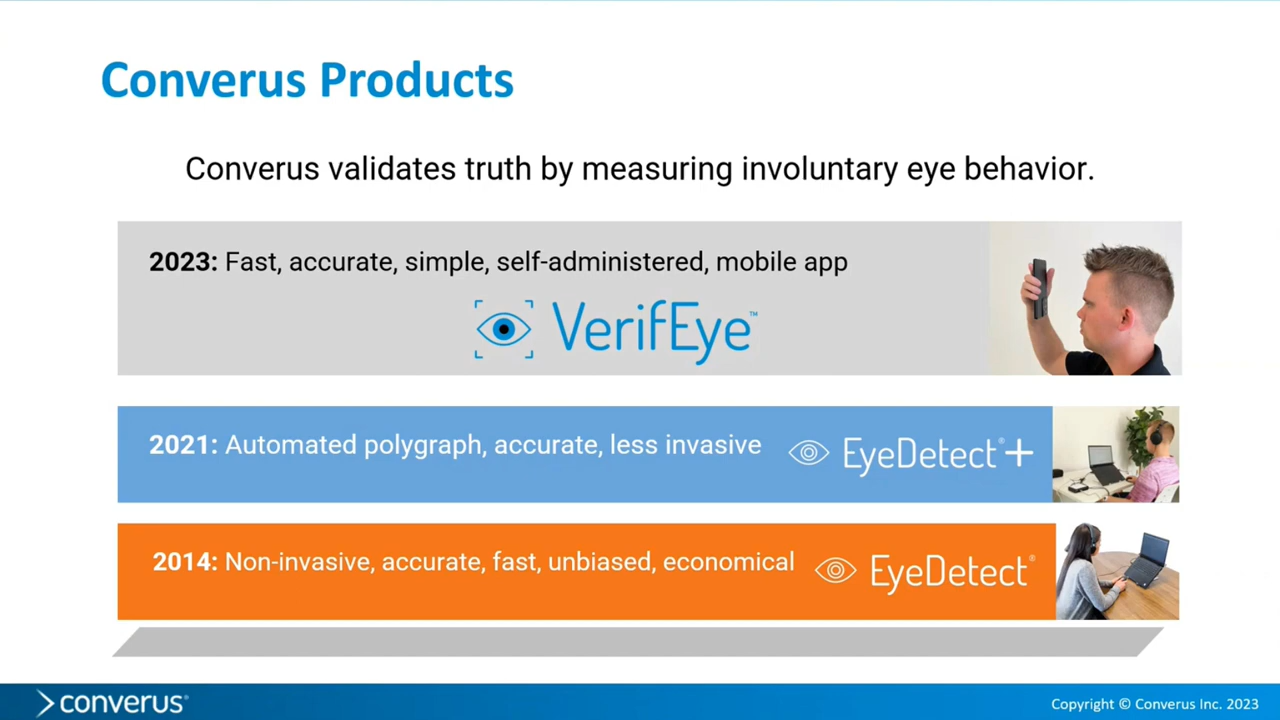 Converus Products
Converus validates truth by measuring involuntary eye behavior.
2023: Fast, accurate, simple, self-administered, mobile app
VerifEye™
2021: Automated polygraph, accurate, less invasive
EyeDetect®+
2014: Non-invasive, accurate, fast, unbiased, economical
EyeDetect®
converus®
Copyright © Converus Inc. 2023